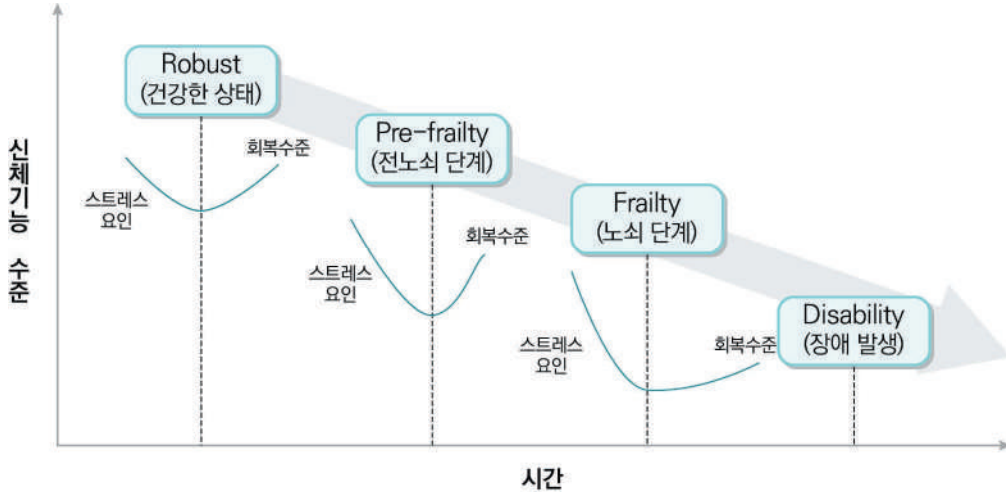 Robust
(건강한 상태)
Pre-frailty
(전노쇠 단계)
Frailty
(노쇠 단계)
Disability
(장애 발생)
스트레스
요인
회복수준
스트레스
요인
회복수준
스트레스
요인
회복수준
신체기능 수준
시간